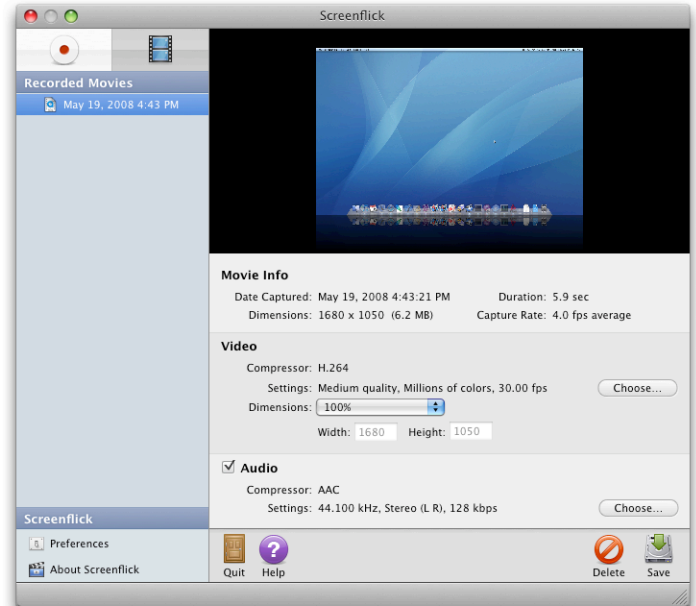 Screenflick
Recorded Movies
May 19, 2008 4:43 PM
Movie Info
Date Captured: May 19, 2008 4:43:21 PM Duration: 5.9 sec
Dimensions: 1680 x 1050 (6.2 MB) Capture Rate: 4.0 fps average
Video
Compressor: H.264
Settings: Medium quality, Millions of colors, 30.00 fps Choose...
Dimensions: 100%
Width: 1680 Height: 1050
Audio
Compressor: AAC
Settings: 44.100 kHz, Stereo (L R), 128 kbps Choose...
Screenflick
Preferences
About Screenflick
Quit Help Delete Save